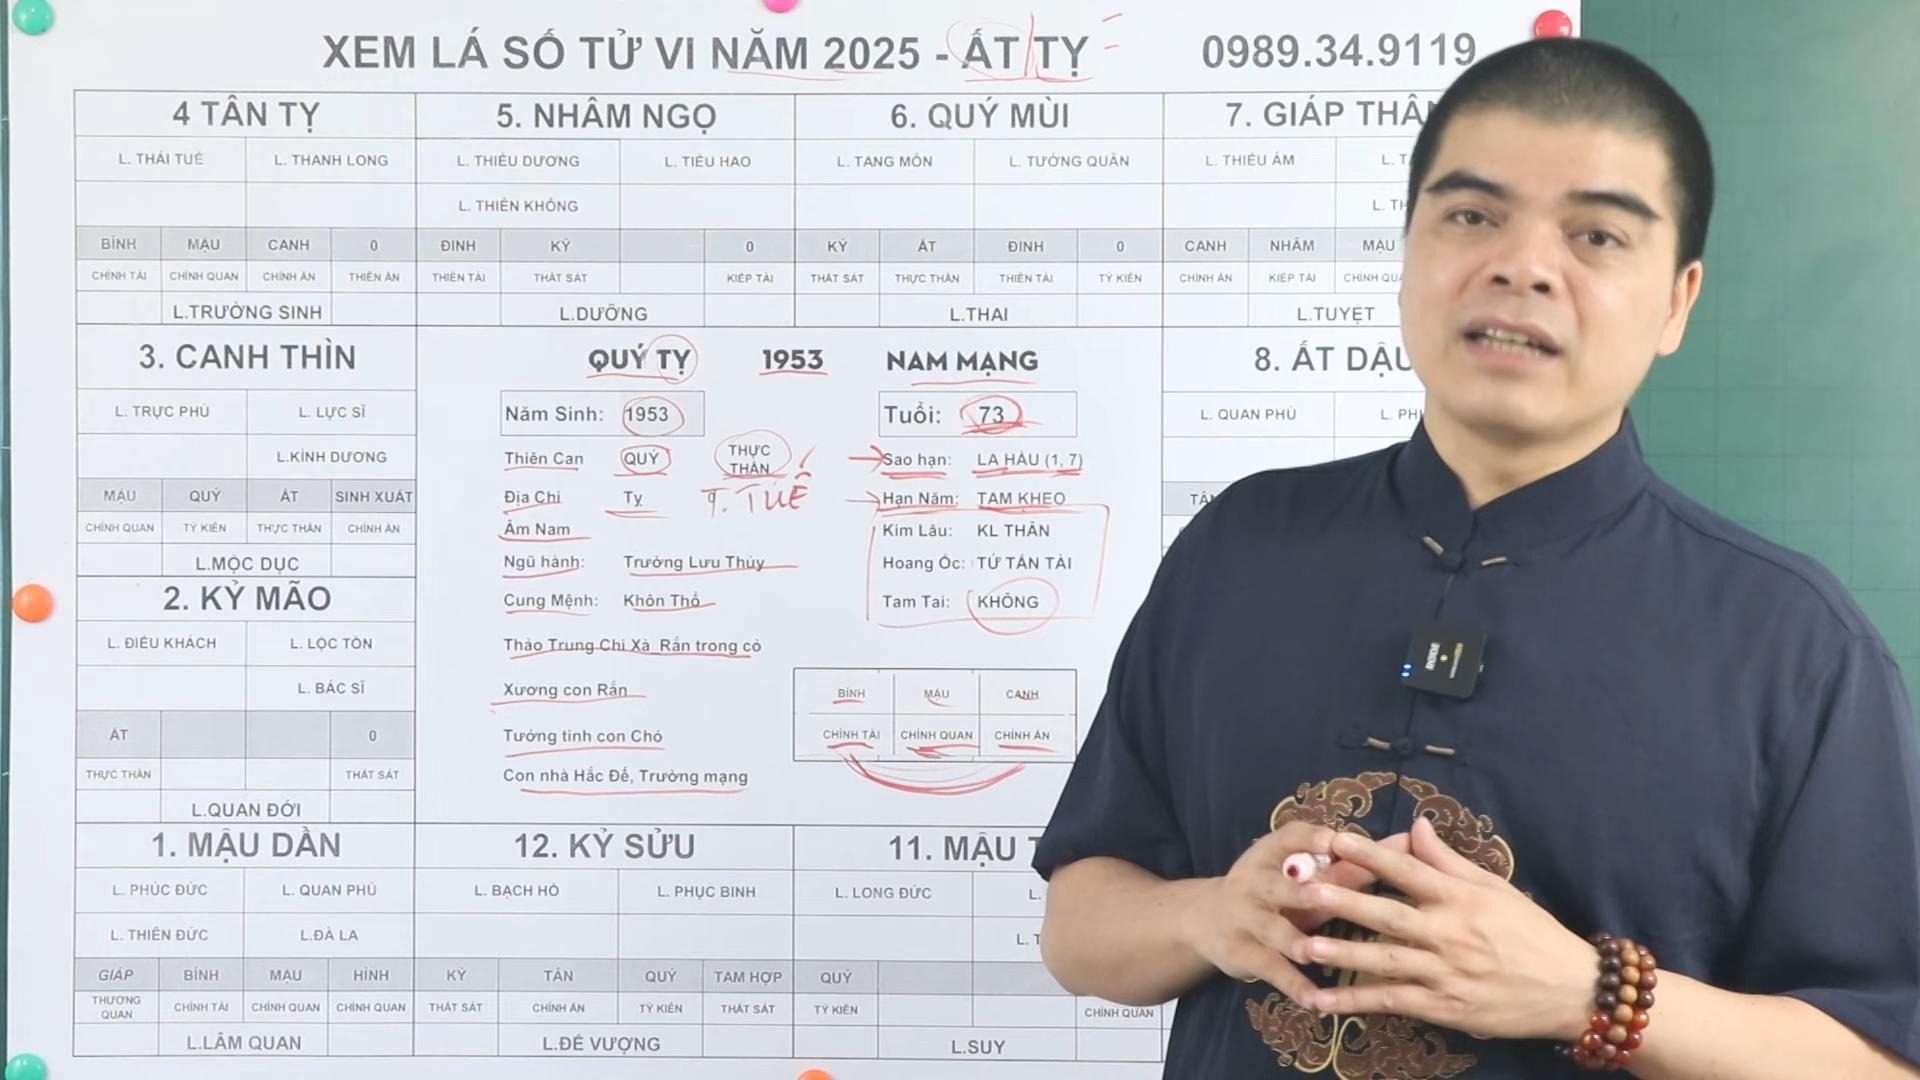 XEM LÁ SỐ TỬ VI NĂM 2025 - ẤT TỴ 0989.34.9119
4 TÂN TỴ
L. THÁI TUẾ L. THANH LONG
BÍNH MẬU CANH 0
CHÍNH TÀI CHÍNH QUAN CHÍNH ẤN THIÊN ẤN
L.TRƯỜNG SINH
5. NHÂM NGỌ
L. THIẾU DƯƠNG L. TIỂU HAO
L. THIÊN KHÔNG
ĐINH KỶ 0
THIÊN TÀI THẤT SÁT KIẾP TÀI
L.DƯỠNG
6. QUÝ MÙI
L. TANG MÔN L. TƯỚNG QUÂN
KỶ ẤT ĐINH 0
THẤT SÁT THỰC THẦN THIÊN TÀI TỶ KIÊN
L.THAI
7. GIÁP THÂ
L. THIẾU ÂM L. T
L. TH
CANH NHÂM MẬU
CHÍNH ẤN KIẾP TÀI CHÍNH QU
L.TUYỆT
3. CANH THÌN
L. TRỰC PHÙ L. LỰC SĨ
L.KÌNH DƯƠNG
MẬU QUÝ ẤT SINH XUẤT
CHÍNH QUAN TỶ KIÊN THỰC THẦN CHÍNH ẤN
L.MỘC DỤC
QUÝ TỴ 1953 NAM MẠNG
Năm Sinh: 1953 Tuổi: 73
Thiên Can QUÝ THỰC THẦN Sao hạn: LA HẦU (1, 7)
Địa Chi Tỵ T. TUẾ Hạn Năm: TAM KHEO
Âm Nam Kim Lâu: KL THÂN
Ngũ hành: Trường Lưu Thủy Hoang Ốc: TỨ TẤN TÀI
Cung Mệnh: Khôn Thổ Tam Tai: KHÔNG
Thảo Trung Chi Xà_Rắn trong cỏ
Xương con Rắn
Tướng tinh con Chó
Con nhà Hắc Đế, Trường mạng
BÍNH MẬU CANH
CHÍNH TÀI CHÍNH QUAN CHÍNH ẤN
8. ẤT DẬU
L. QUAN PHÙ L. PH
TÂN
2. KỶ MÃO
L. ĐIẾU KHÁCH L. LỘC TỒN
L. BÁC SĨ
ẤT 0
THỰC THẦN THẤT SÁT
L.QUAN ĐỚI
1. MẬU DẦN
L. PHÚC ĐỨC L. QUAN PHỦ
L. THIÊN ĐỨC L.ĐÀ LA
GIÁP BÍNH MẬU HÌNH
THƯƠNG QUAN CHÍNH TÀI CHÍNH QUAN CHÍNH QUAN
L.LÂM QUAN
12. KỶ SỬU
L. BẠCH HỔ L. PHỤC BINH
KỶ TÂN QUÝ TAM HỢP
THẤT SÁT CHÍNH ẤN TỶ KIÊN THẤT SÁT
L.ĐẾ VƯỢNG
11. MẬU T
L. LONG ĐỨC L.
L. T
QUÝ
TỶ KIÊN CHÍNH QUAN
L.SUY